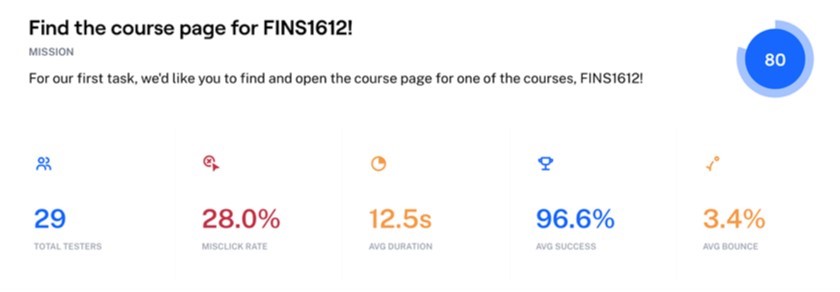 Find the course page for FINS1612!
MISSION
For our first task, we'd like you to find and open the course page for one of the courses, FINS1612!
80
29
TOTAL TESTERS
28.0%
MISCLICK RATE
12.5s
AVG DURATION
96.6%
AVG SUCCESS
3.4%
AVG BOUNCE